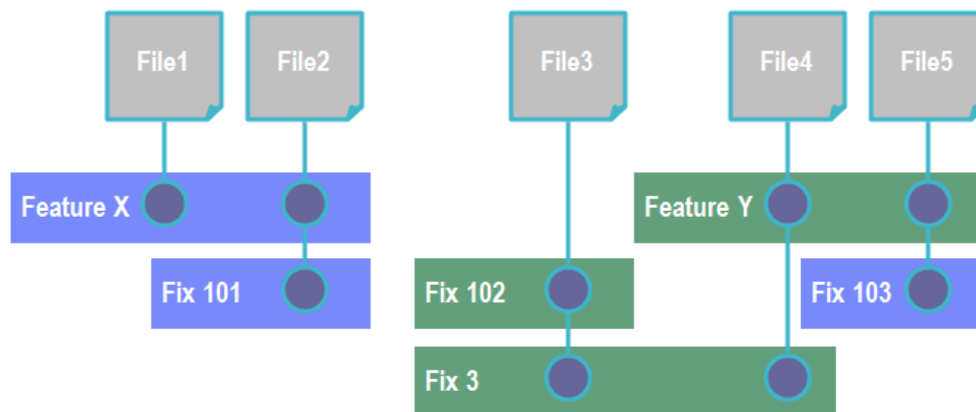 File1
File2
File3
File4
File5
Feature X
Feature Y
Fix 101
Fix 102
Fix 103
Fix 3